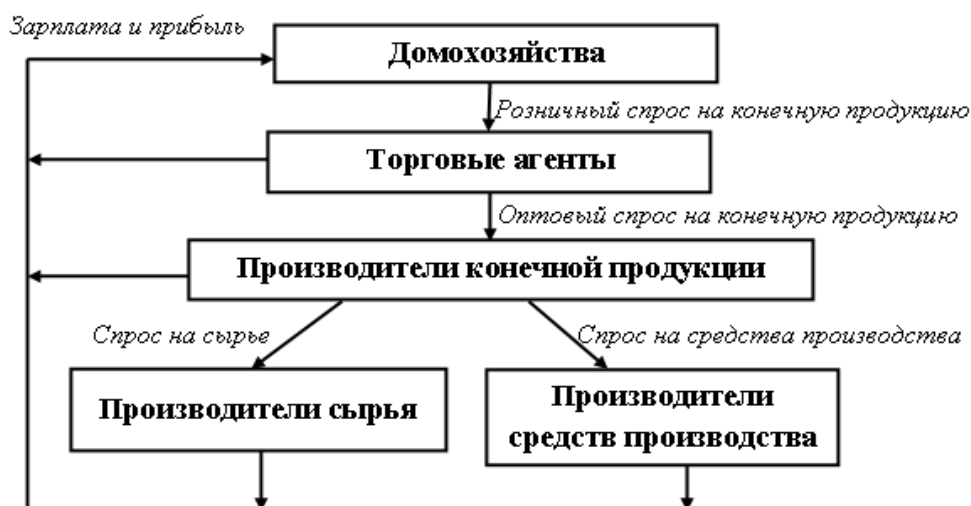 Зарплата и прибыль
Домохозяйства
Розничный спрос на конечную продукцию
Торговые агенты
Оптовый спрос на конечную продукцию
Производители конечной продукции
Спрос на сырье
Спрос на средства производства
Производители сырья
Производители
средств производства